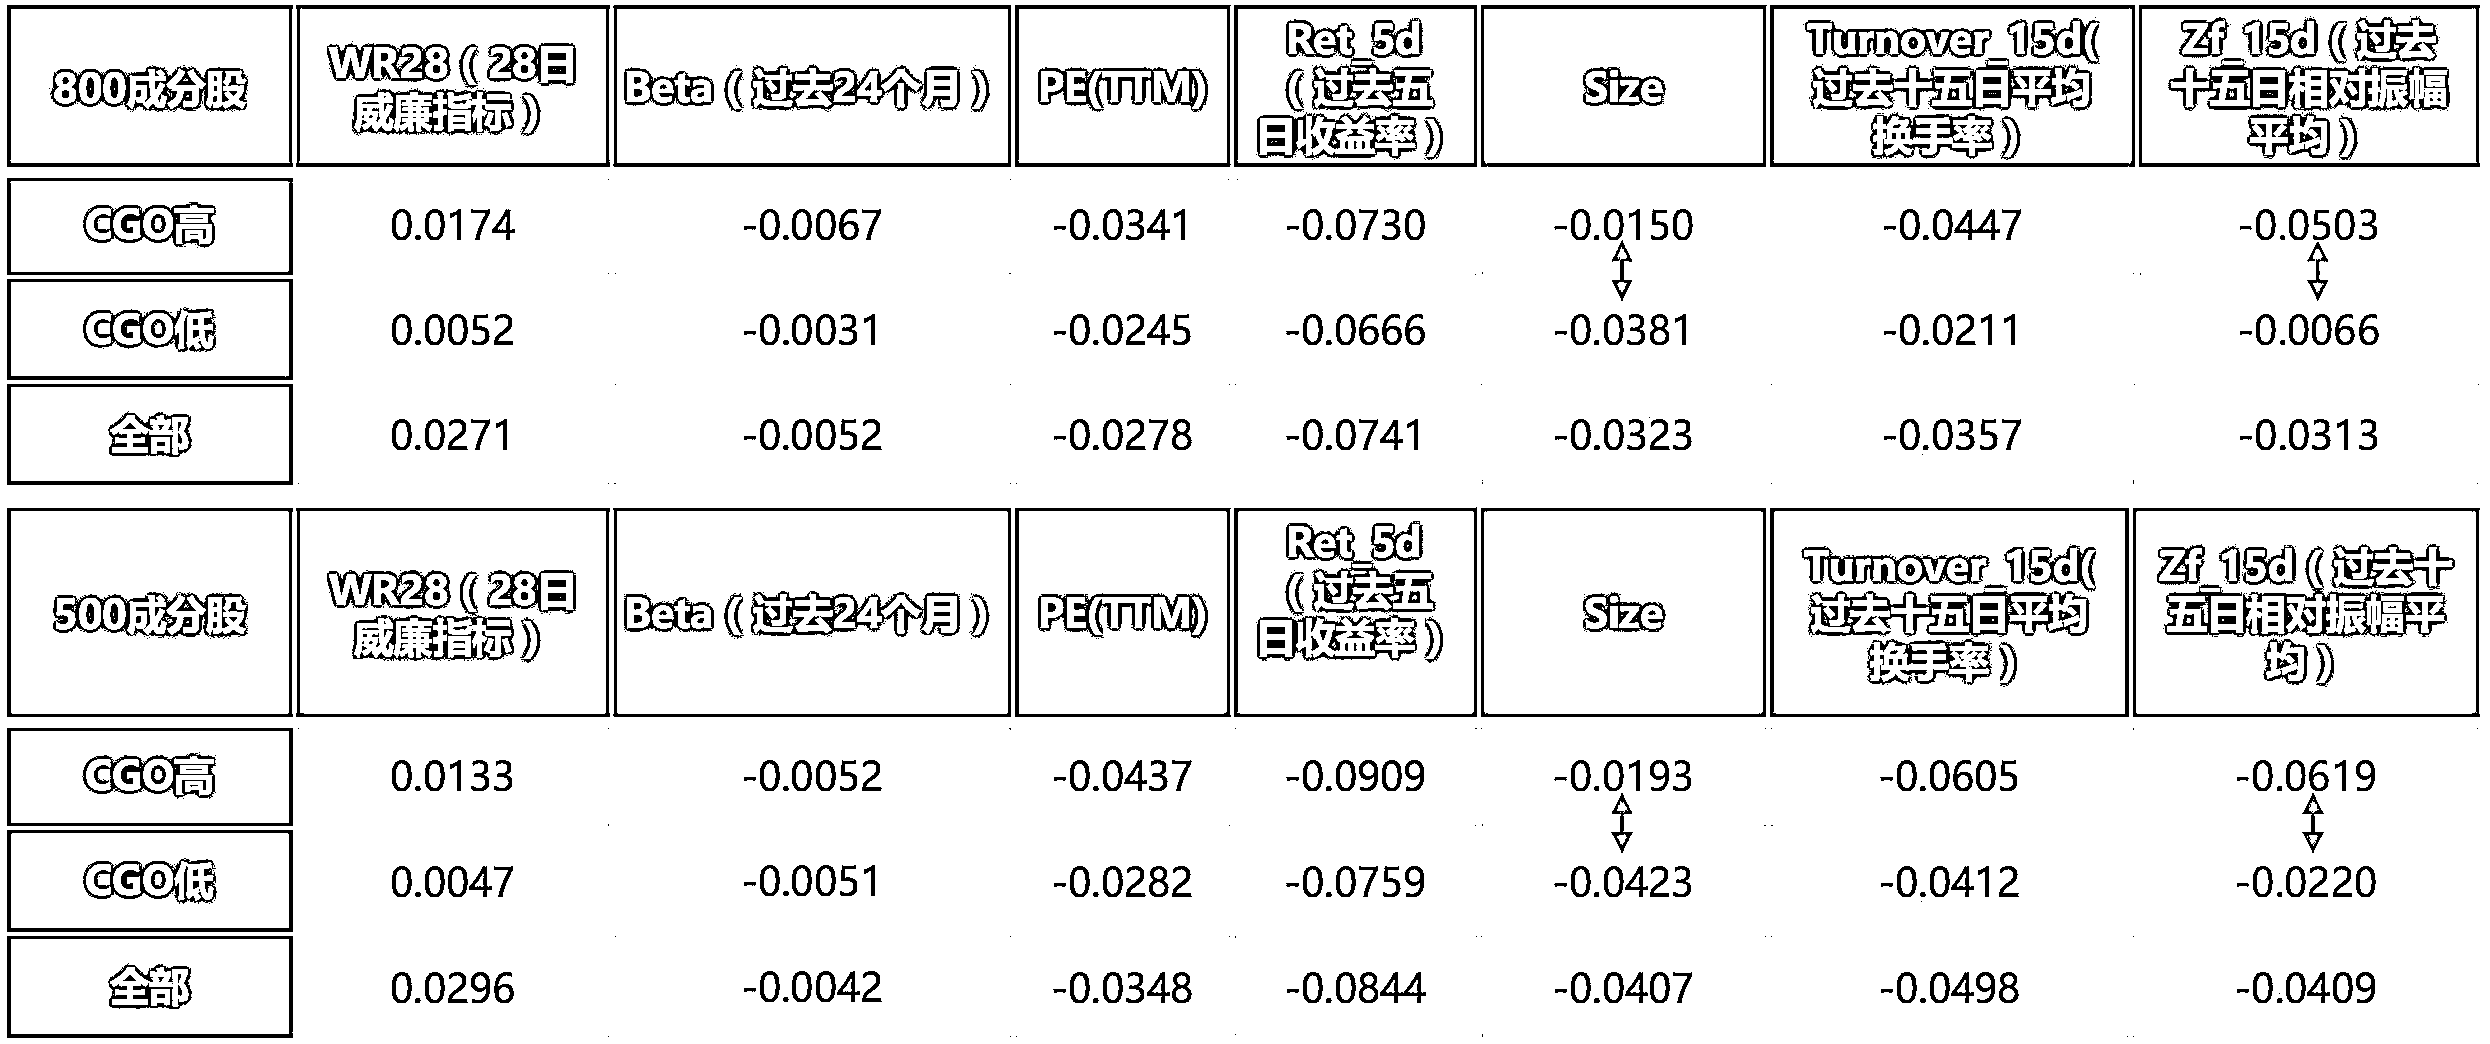 800成分股 WR28（28日威廉指标） Beta（过去24个月） PE(TTM) Ret_5d（过去五日收益率） Size Turnover_15d(过去十五日平均换手率） Zf_15d（过去十五日相对振幅平均）
CGO高 0.0174 -0.0067 -0.0341 -0.0730 -0.0150 -0.0447 -0.0503
CGO低 0.0052 -0.0031 -0.0245 -0.0666 -0.0381 -0.0211 -0.0066
全部 0.0271 -0.0052 -0.0278 -0.0741 -0.0323 -0.0357 -0.0313
500成分股 WR28（28日威廉指标） Beta（过去24个月） PE(TTM) Ret_5d（过去五日收益率） Size Turnover_15d(过去十五日平均换手率） Zf_15d（过去十五日相对振幅平均）
CGO高 0.0133 -0.0052 -0.0437 -0.0909 -0.0193 -0.0605 -0.0619
CGO低 0.0047 -0.0051 -0.0282 -0.0759 -0.0423 -0.0412 -0.0220
全部 0.0296 -0.0042 -0.0348 -0.0844 -0.0407 -0.0498 -0.0409